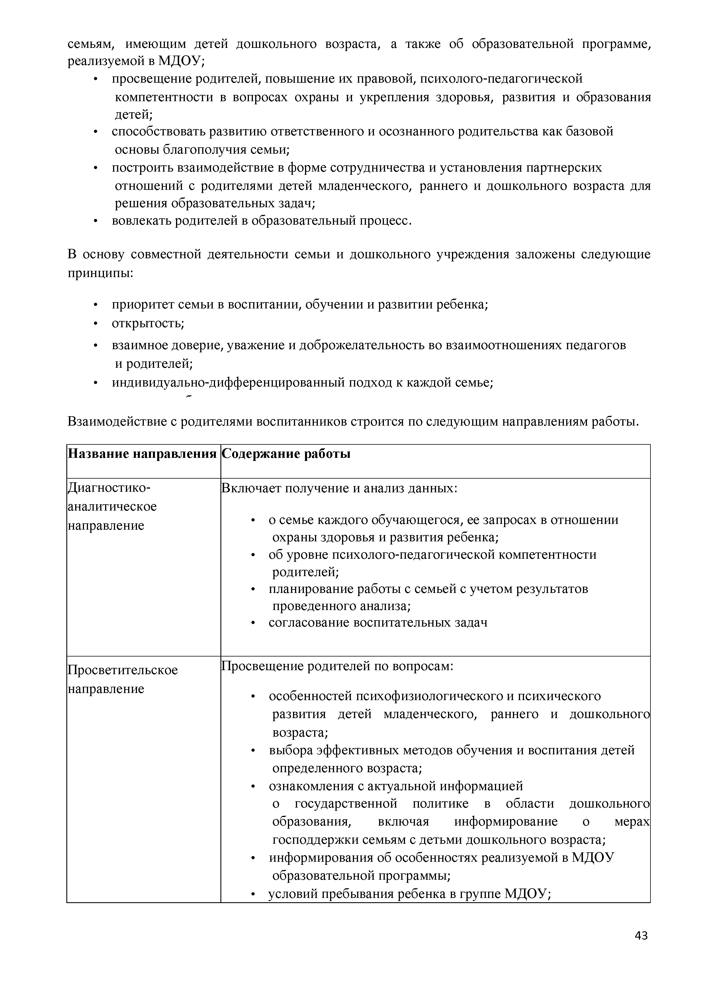 семьям, имеющим детей дошкольного возраста, а также об образовательной программе,
реализуемой в МДОУ;
• просвещение родителей, повышение их правовой, психолого-педагогической
компетентности в вопросах охраны и укрепления здоровья, развития и образования
детей;
• способствовать развитию ответственного и осознанного родительства как базовой
основы благополучия семьи;
• построить взаимодействие в форме сотрудничества и установления партнерских
отношений с родителями детей младенческого, раннего и дошкольного возраста для
решения образовательных задач;
• вовлекать родителей в образовательный процесс.
В основу совместной деятельности семьи и дошкольного учреждения заложены следующие
принципы:
• приоритет семьи в воспитании, обучении и развитии ребенка;
• открытость;
• взаимное доверие, уважение и доброжелательность во взаимоотношениях педагогов
и родителей;
• индивидуально-дифференцированный подход к каждой семье;
Взаимодействие с родителями воспитанников строится по следующим направлениям работы.
Название направления Содержание работы
Диагностико-
аналитическое
направление
Включает получение и анализ данных:
• о семье каждого обучающегося, ее запросах в отношении
охраны здоровья и развития ребенка;
• об уровне психолого-педагогической компетентности
родителей;
• планирование работы с семьей с учетом результатов
проведенного анализа;
• согласование воспитательных задач
Просветительское
направление
Просвещение родителей по вопросам:
• особенностей психофизиологического и психического
развития детей младенческого, раннего и дошкольного
возраста;
• выбора эффективных методов обучения и воспитания детей
определенного возраста;
• ознакомления с актуальной информацией
о государственной политике в области дошкольного
образования, включая информирование о мерах
господдержки семьям с детьми дошкольного возраста;
• информирования об особенностях реализуемой в МДОУ
образовательной программы;
• условий пребывания ребенка в группе МДОУ;
43